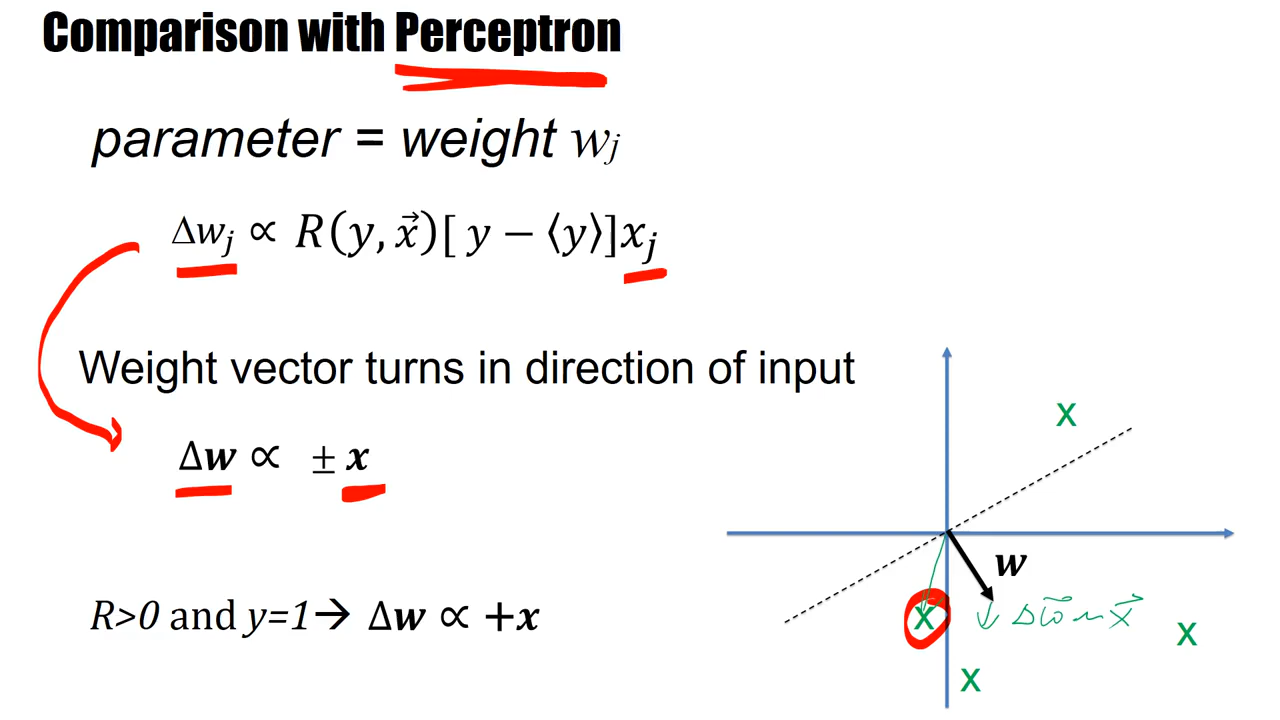 Comparison with Perceptron
parameter = weight wⱼ
Δwⱼ ∝ R(y, x⃗)[ y − ⟨y⟩]xⱼ
Weight vector turns in direction of input
Δw ∝ ± x
R>0 and y=1→ Δw ∝ +x
x
w
x
Δw⃗ ~ x⃗
x
x